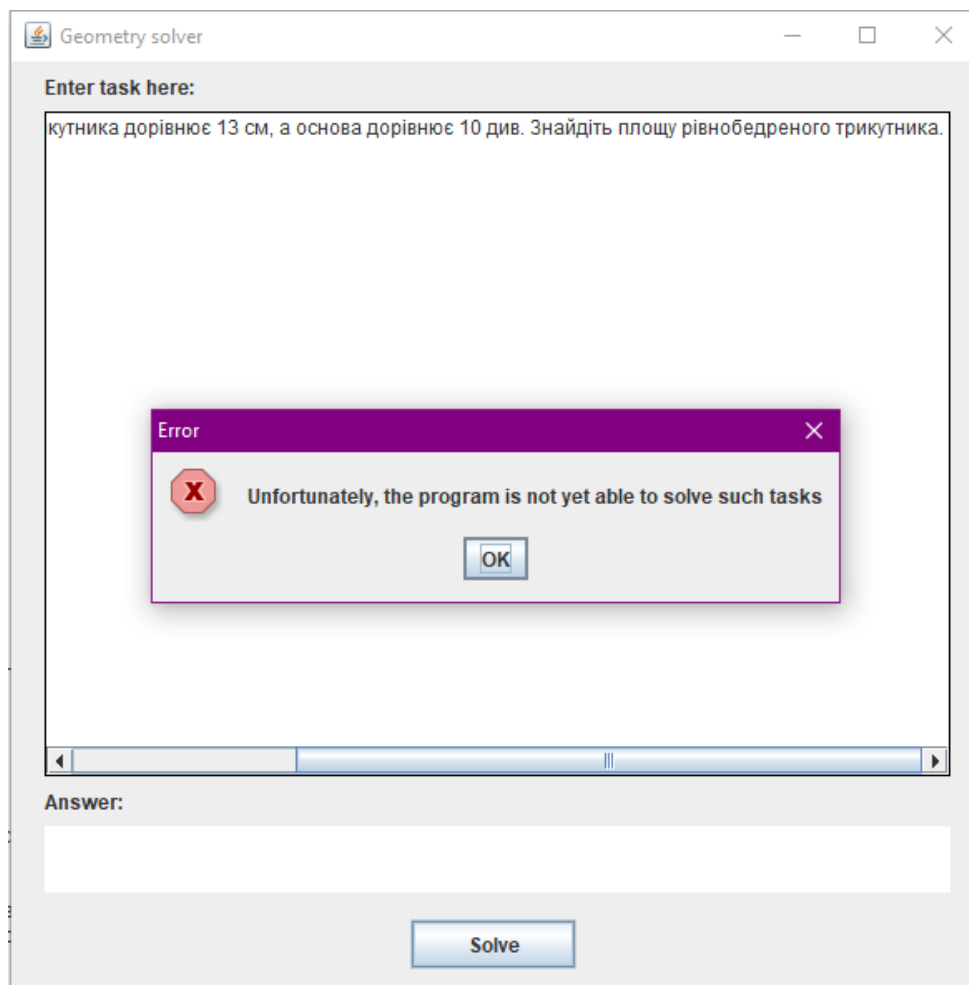 Geometry solver
Enter task here:
кутника дорівнює 13 см, а основа дорівнює 10 див. Знайдіть площу рівнобедреного трикутника.
Error
Unfortunately, the program is not yet able to solve such tasks
OK
Answer:
Solve